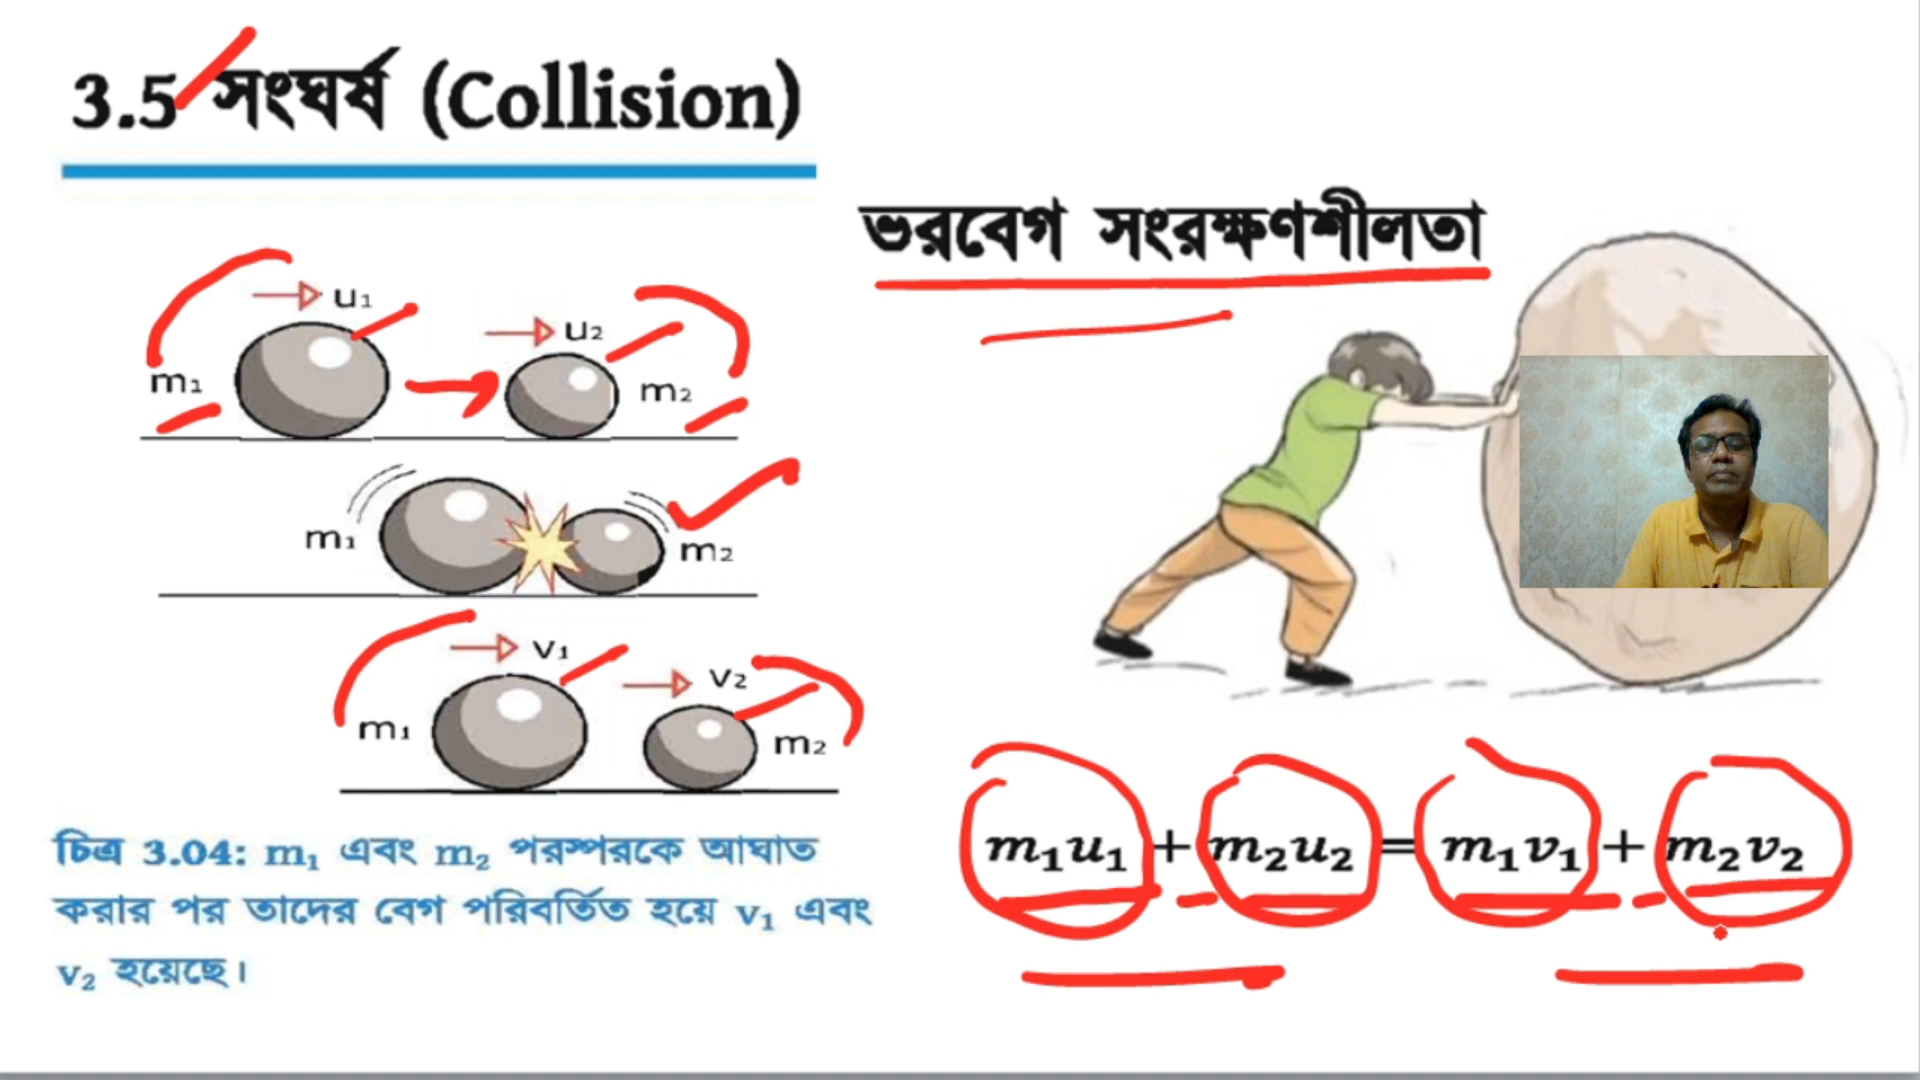 3.5 সংঘর্ষ (Collision)
ভরবেগ সংরক্ষণশীলতা
u₁
u₂
m₁
m₂
m₁
m₂
v₁
v₂
m₁
m₂
m₁u₁ + m₂u₂ = m₁v₁ + m₂v₂
চিত্র 3.04: m₁ এবং m₂ পরস্পরকে আঘাত
করার পর তাদের বেগ পরিবর্তিত হয়ে v₁ এবং
v₂ হয়েছে।